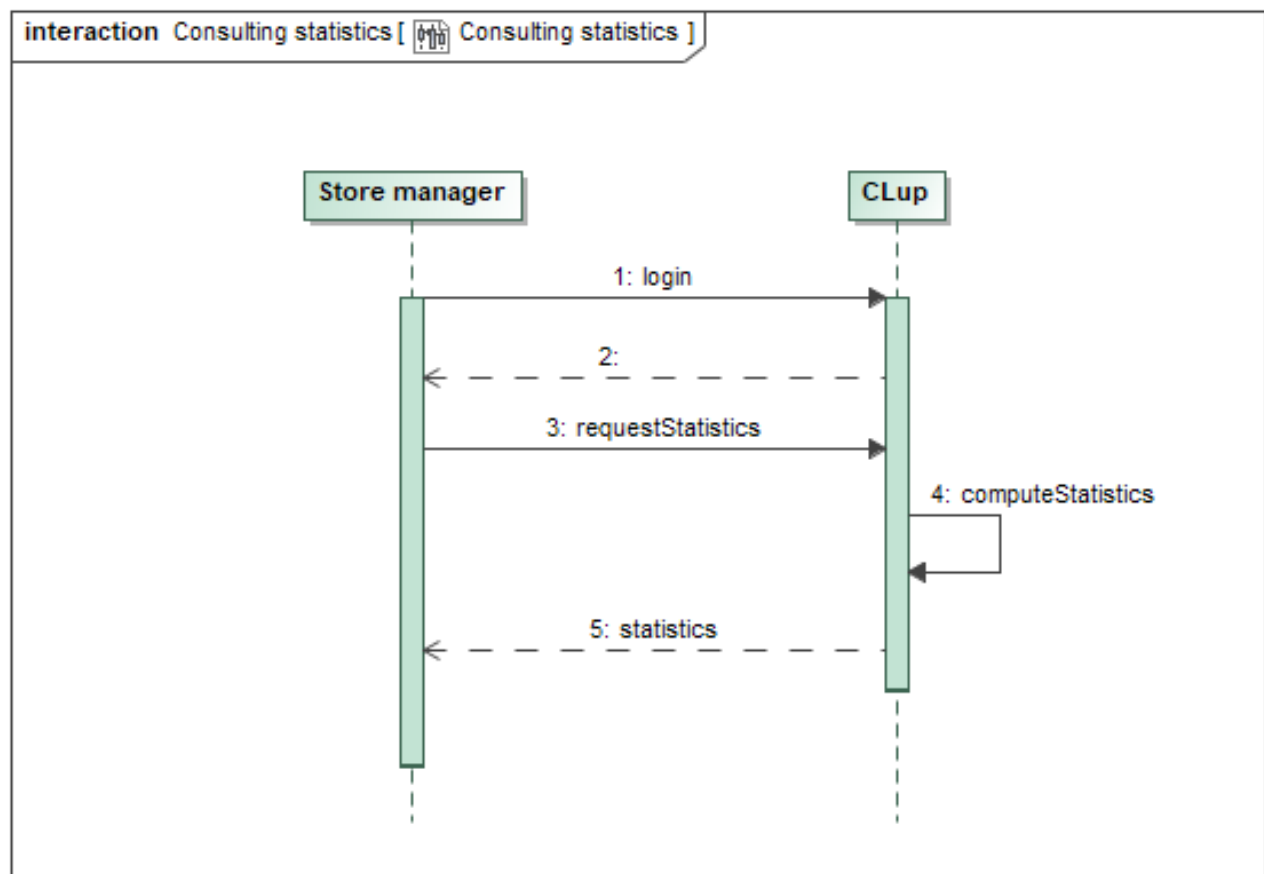 interaction Consulting statistics [ Consulting statistics ]
Store manager
CLup
1: login
2:
3: requestStatistics
4: computeStatistics
5: statistics